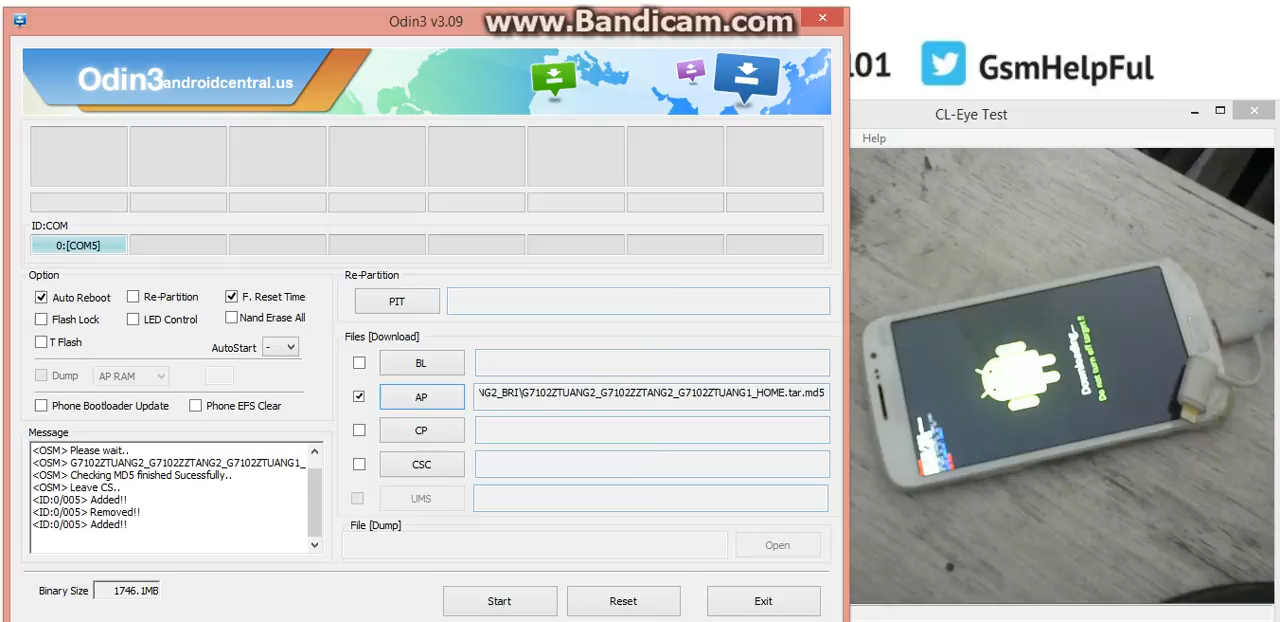 Odin3 v3.09
www.Bandicam.com
Odin3androidcentral.us
101
GsmHelpFul
CL-Eye Test
Help
ID:COM
0:[COM5]
Option
Auto Reboot
Re-Partition
F. Reset Time
Flash Lock
LED Control
Nand Erase All
T Flash
AutoStart
-
Dump
AP RAM
Phone Bootloader Update
Phone EFS Clear
Message
<OSM> Please wait..
<OSM> G7102ZTUANG2_G7102ZZTANG2_G7102ZTUANG1_
<OSM> Checking MD5 finished Sucessfully..
<OSM> Leave CS..
<ID:0/005> Added!!
<ID:0/005> Removed!!
<ID:0/005> Added!!
Binary Size
1746.1MB
Re-Partition
PIT
Files [Download]
BL
AP
NG2_BRI\G7102ZTUANG2_G7102ZZTANG2_G7102ZTUANG1_HOME.tar.md5
CP
CSC
UMS
File [Dump]
Open
Start
Reset
Exit
Downloading...
Do not turn off target!!